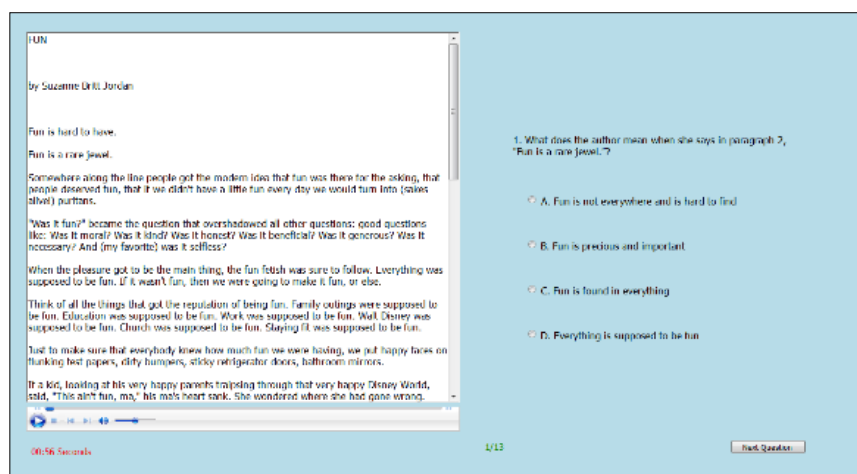 FUN
by Suzanne Britt Jordan
Fun is hard to have.
Fun is a rare jewel.
Somewhere along the line people got the modern idea that fun was there for the asking, that
people deserved fun, that if we didn't have a little fun every day we would turn into (sakes
alive!) puritans.
"Was it fun?" became the question that overshadowed all other questions: good questions
like: Was it moral? Was it kind? Was it honest? Was it beneficial? Was it generous? Was it
necessary? And (my favorite) was it selfless?
When the pleasure got to be the main thing, the fun fetish was sure to follow. Everything was
supposed to be fun. If it wasn't fun, then we were going to make it fun, or else.
Think of all the things that got the reputation of being fun. Family outings were supposed to
be fun. Education was supposed to be fun. Work was supposed to be fun. Walt Disney was
supposed to be fun. Church was supposed to be fun. Staying fit was supposed to be fun.
Just to make sure that everybody knew how much fun we were having, we put happy faces on
flunking test papers, dirty bumpers, sticky refrigerator doors, bathroom mirrors.
If a kid, looking at his very happy parents traipsing through that very happy Disney World,
said, "This ain't fun, ma," his ma's heart sank. She wondered where she had gone wrong.
00:56 Seconds
1. What does the author mean when she says in paragraph 2,
"Fun is a rare jewel."?
A. Fun is not everywhere and is hard to find
B. Fun is precious and important
C. Fun is found in everything
D. Everything is supposed to be fun
1/13
Next Question